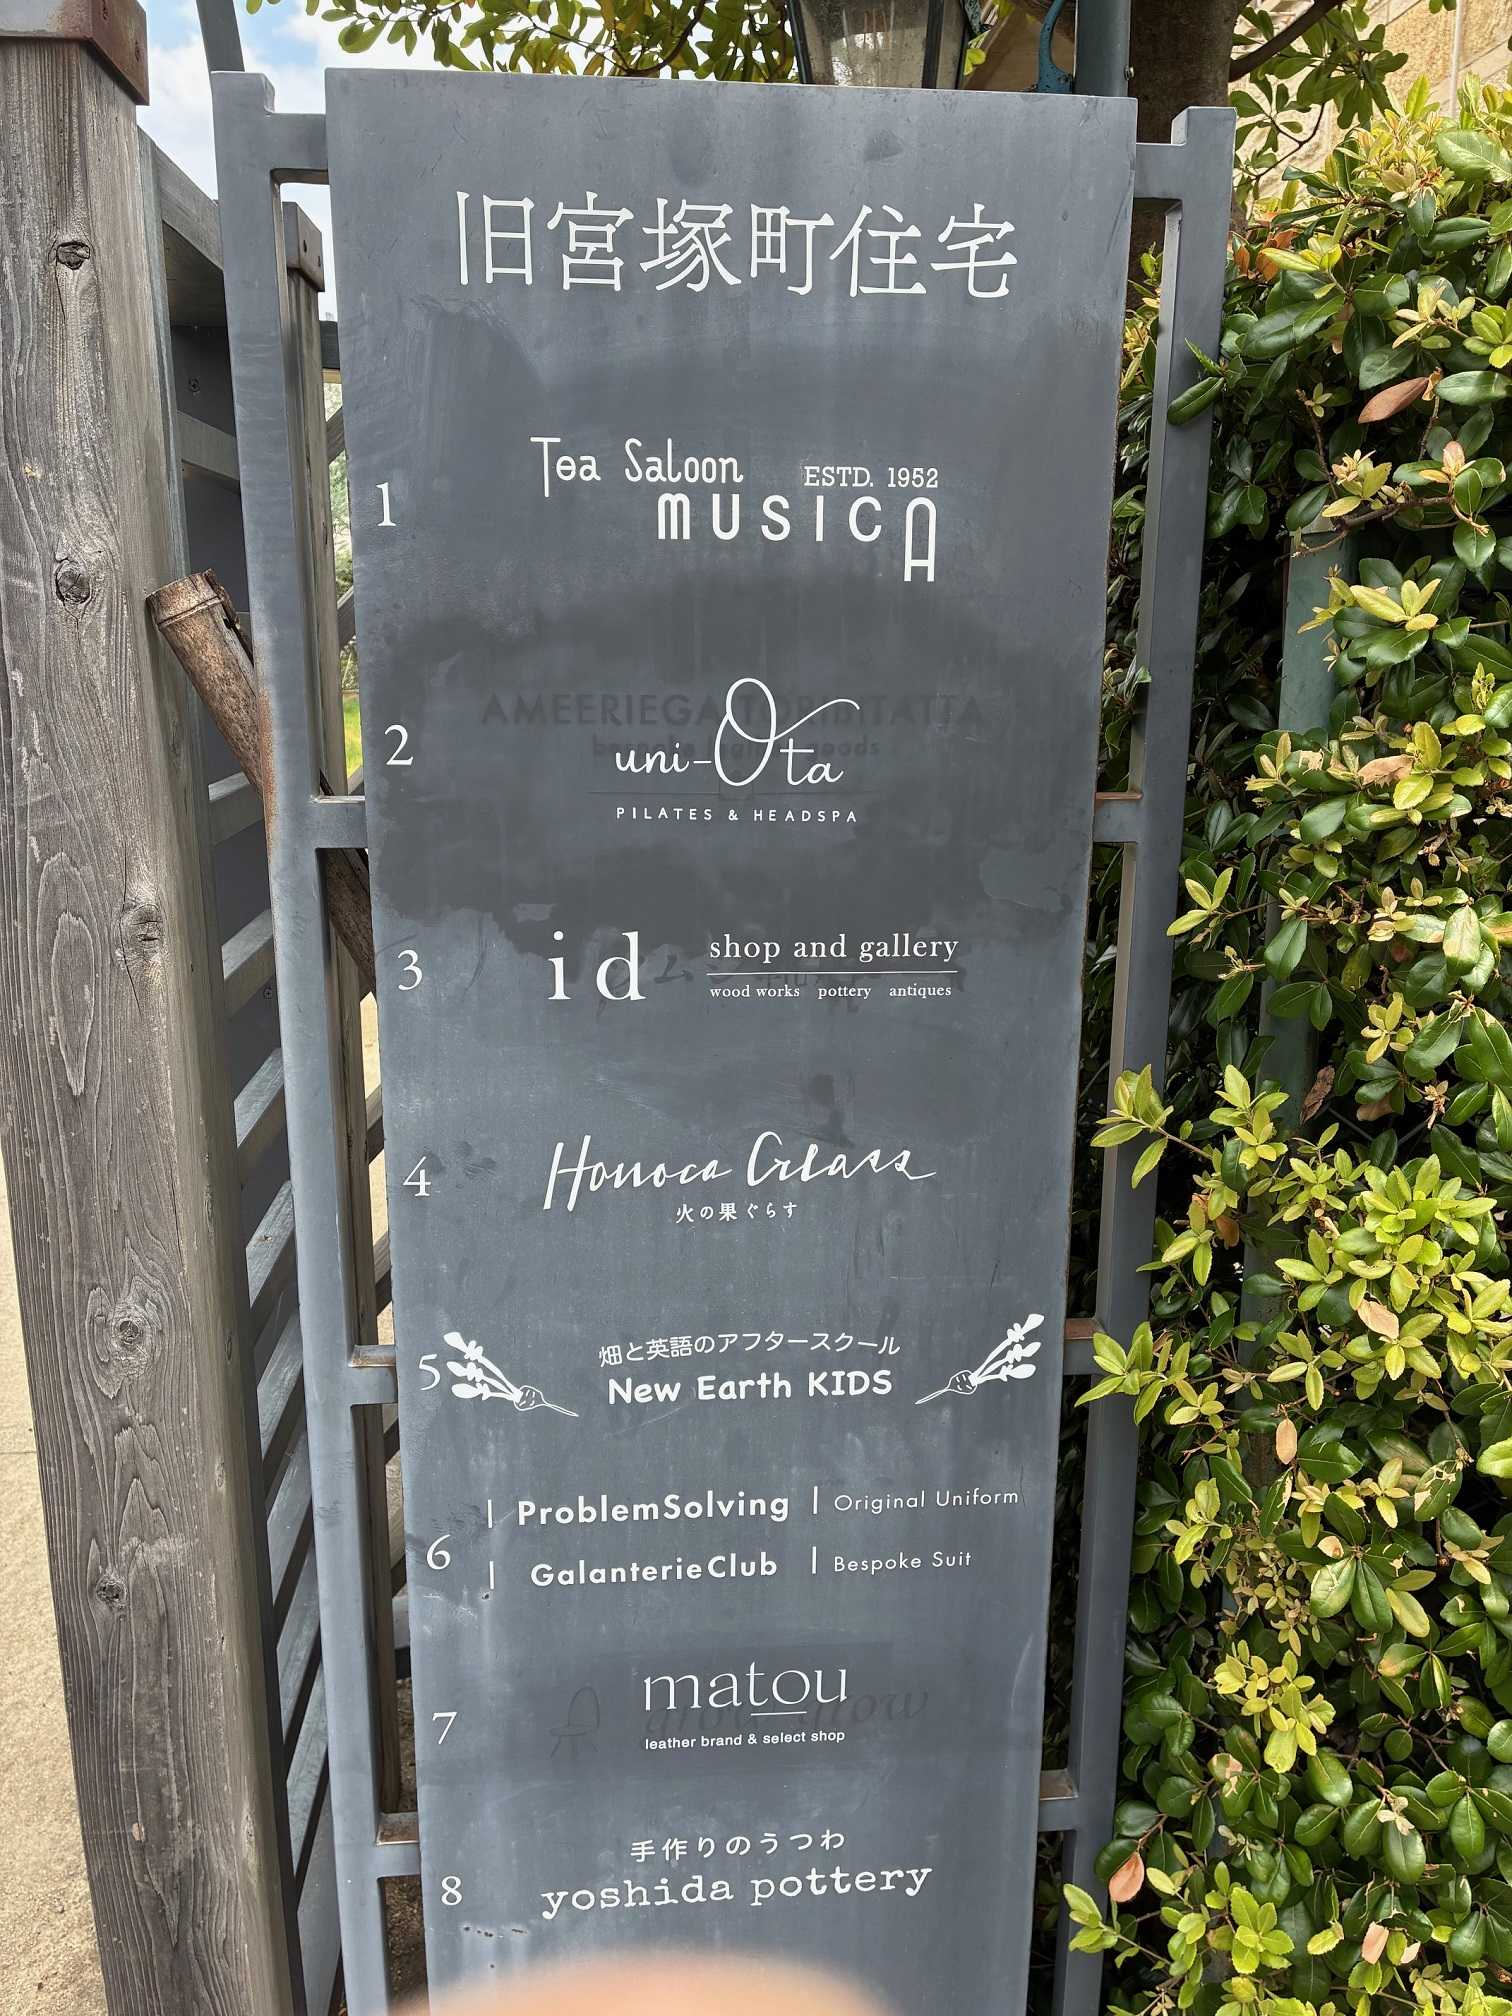 旧宮塚町住宅
1
Tea Saloon ESTD. 1952
MUSICA
AMEERIEGA TORIBITATTA
2
uni-Ota
PILATES & HEADSPA
3
id
shop and gallery
wood works pottery antiques
4
Honoca Glass
火の果ぐらす
5
畑と英語のアフタースクール
New Earth KIDS
6
| ProblemSolving | Original Uniform
| GalanterieClub | Bespoke Suit
7
matou
leather brand & select shop
8
手作りのうつわ
yoshida pottery